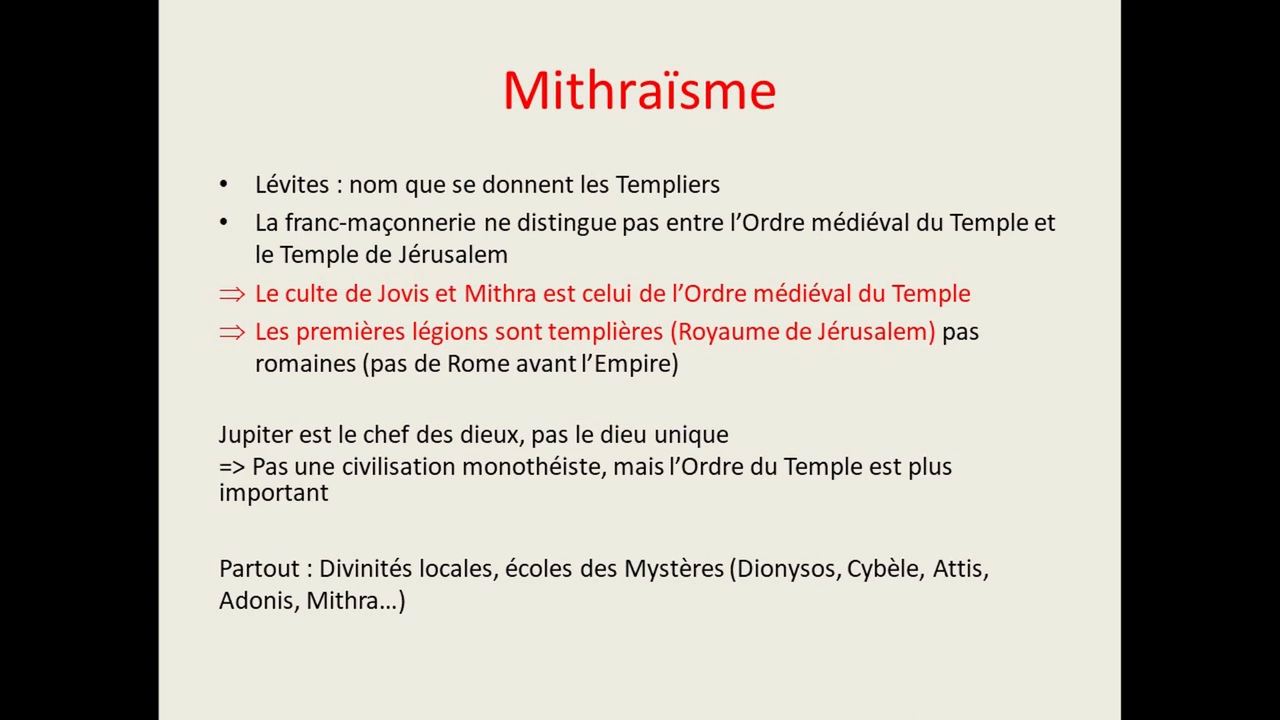 Mithraïsme
• Lévites : nom que se donnent les Templiers
• La franc-maçonnerie ne distingue pas entre l’Ordre médiéval du Temple et
le Temple de Jérusalem
⇒ Le culte de Jovis et Mithra est celui de l’Ordre médiéval du Temple
⇒ Les premières légions sont templières (Royaume de Jérusalem) pas
romaines (pas de Rome avant l’Empire)
Jupiter est le chef des dieux, pas le dieu unique
=> Pas une civilisation monothéiste, mais l’Ordre du Temple est plus
important
Partout : Divinités locales, écoles des Mystères (Dionysos, Cybèle, Attis,
Adonis, Mithra…)